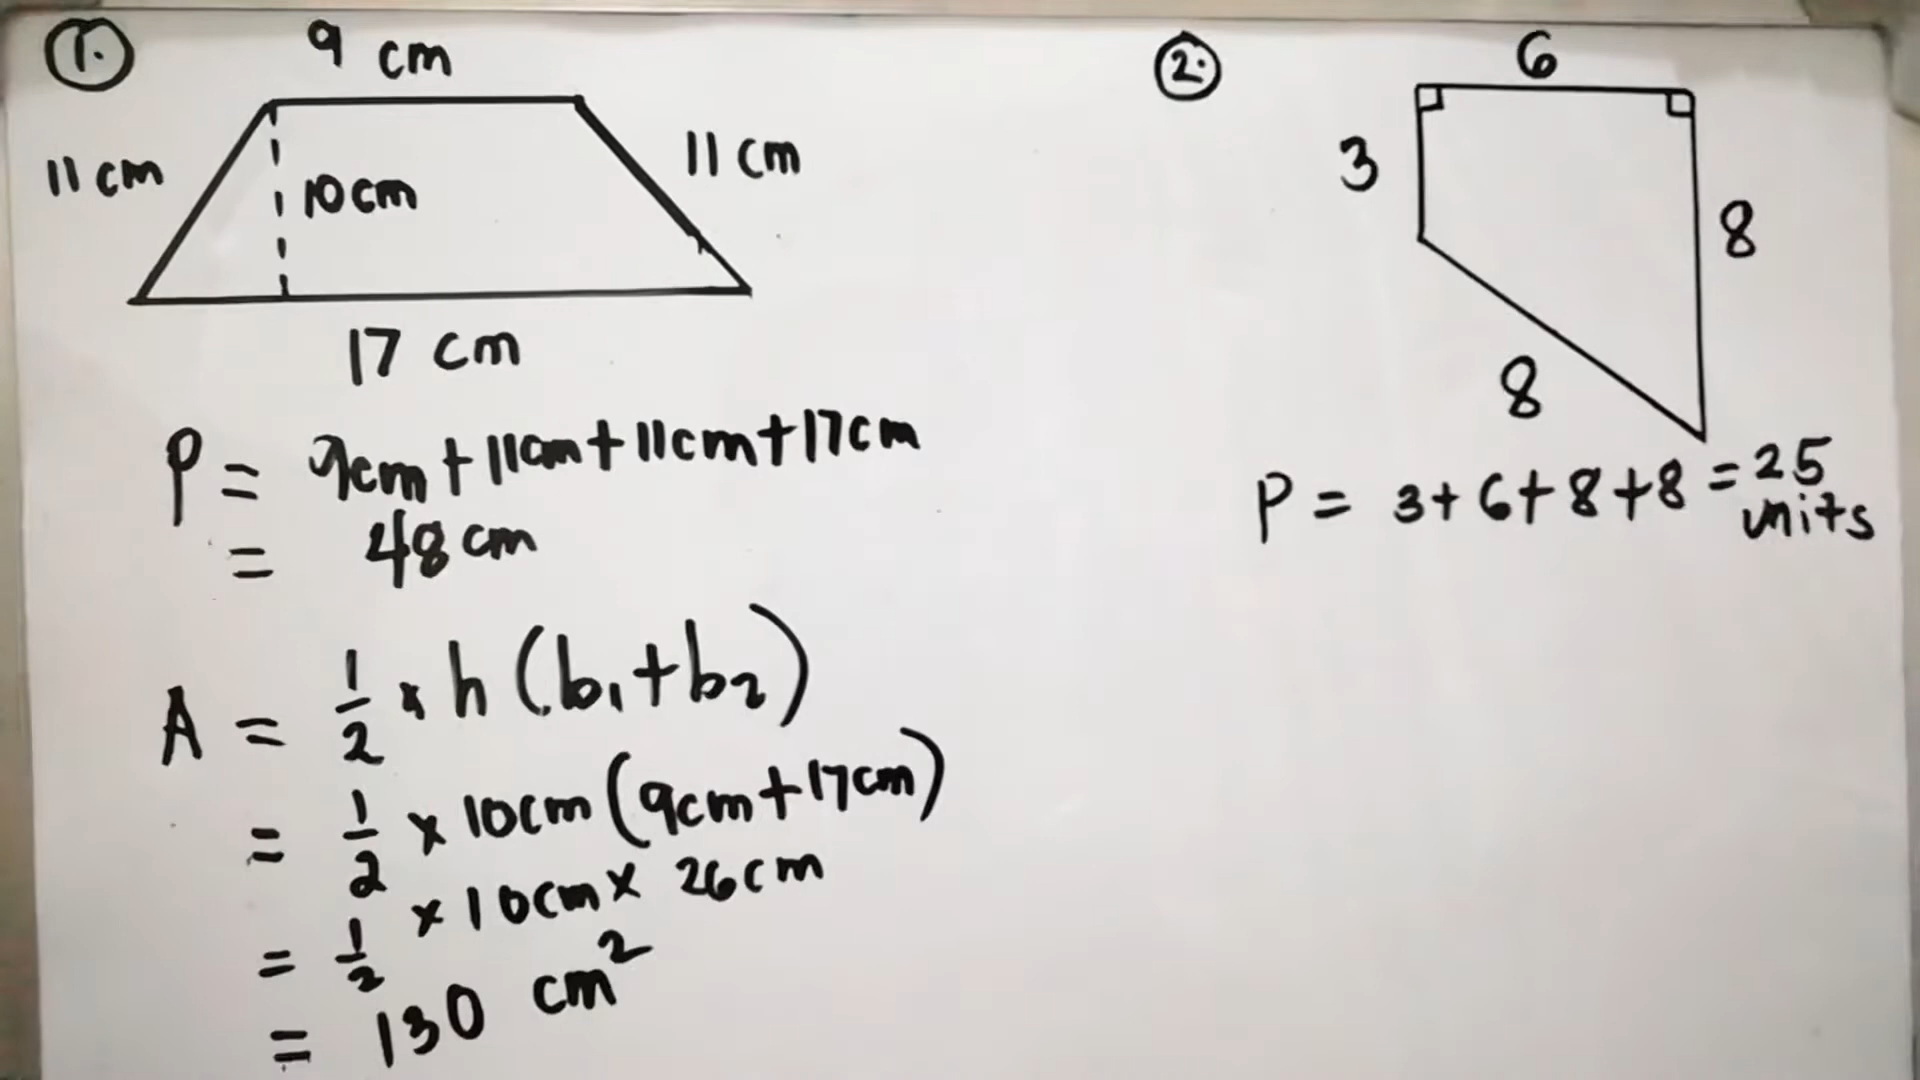 1.
9 cm
11 cm
10cm
11 cm
17 cm
P = 9cm + 11cm + 11cm + 17cm
= 48 cm
A = 1/2 × h (b1 + b2)
= 1/2 × 10cm (9cm + 17cm)
= 1/2 × 10cm × 26cm
= 130 cm²
2.
6
3
8
8
P = 3 + 6 + 8 + 8 = 25
units